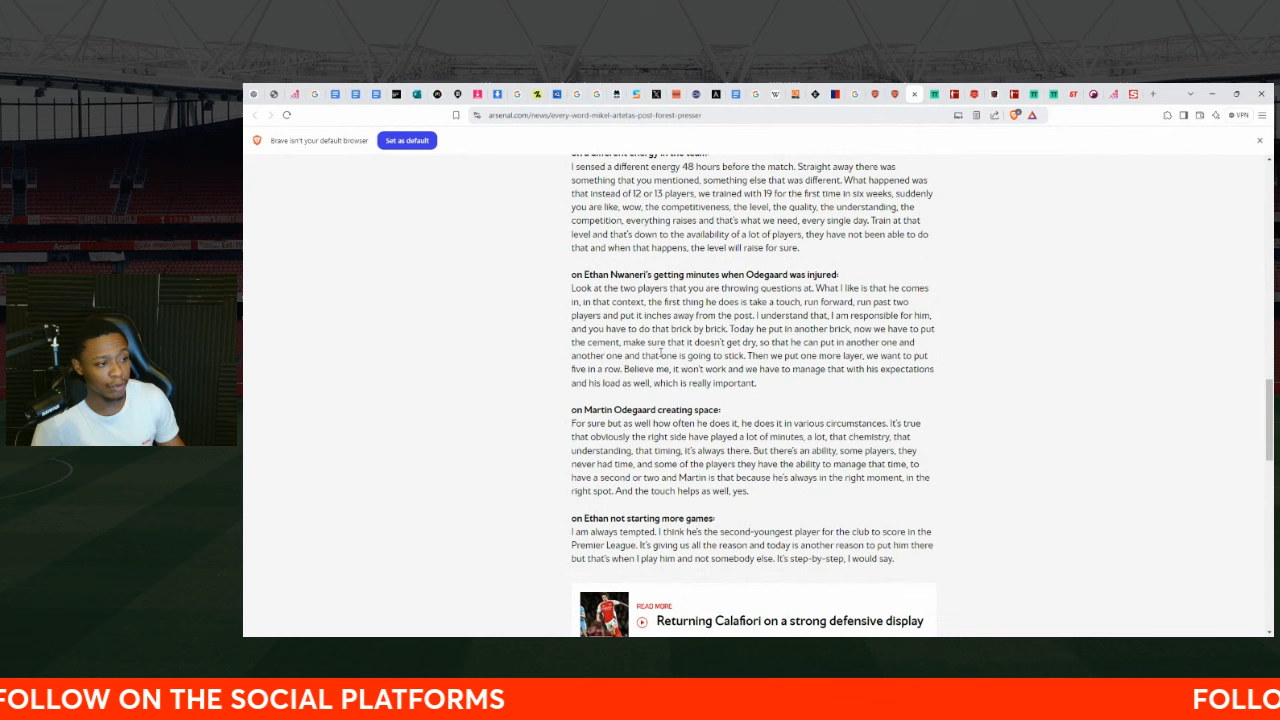 arsenal.com/news/every-word-mikel-artetas-post-forest-presser
VPN
Brave isn't your default browser
Set as default
on a different energy in the team:
I sensed a different energy 48 hours before the match. Straight away there was
something that you mentioned, something else that was different. What happened was
that instead of 12 or 13 players, we trained with 19 for the first time in six weeks, suddenly
you are like, wow, the competitiveness, the level, the quality, the understanding, the
competition, everything raises and that's what we need, every single day. Train at that
level and that's down to the availability of a lot of players, they have not been able to do
that and when that happens, the level will raise for sure.
on Ethan Nwaneri's getting minutes when Odegaard was injured:
Look at the two players that you are throwing questions at. What I like is that he comes
in, in that context, the first thing he does is take a touch, run forward, run past two
players and put it inches away from the post. I understand that, I am responsible for him,
and you have to do that brick by brick. Today he put in another brick, now we have to put
the cement, make sure that it doesn't get dry, so that he can put in another one and
another one and that one is going to stick. Then we put one more layer, we want to put
five in a row. Believe me, it won't work and we have to manage that with his expectations
and his load as well, which is really important.
on Martin Odegaard creating space:
For sure but as well how often he does it, he does it in various circumstances. It's true
that obviously the right side have played a lot of minutes, a lot, that chemistry, that
understanding, that timing, it's always there. But there's an ability, some players, they
never had time, and some of the players they have the ability to manage that time, to
have a second or two and Martin is that because he's always in the right moment, in the
right spot. And the touch helps as well, yes.
on Ethan not starting more games:
I am always tempted. I think he's the second-youngest player for the club to score in the
Premier League. It's giving us all the reason and today is another reason to put him there
but that's when I play him and not somebody else. It's step-by-step, I would say.
READ MORE
Returning Calafiori on a strong defensive display
FOLLOW ON THE SOCIAL PLATFORMS
FOLLO